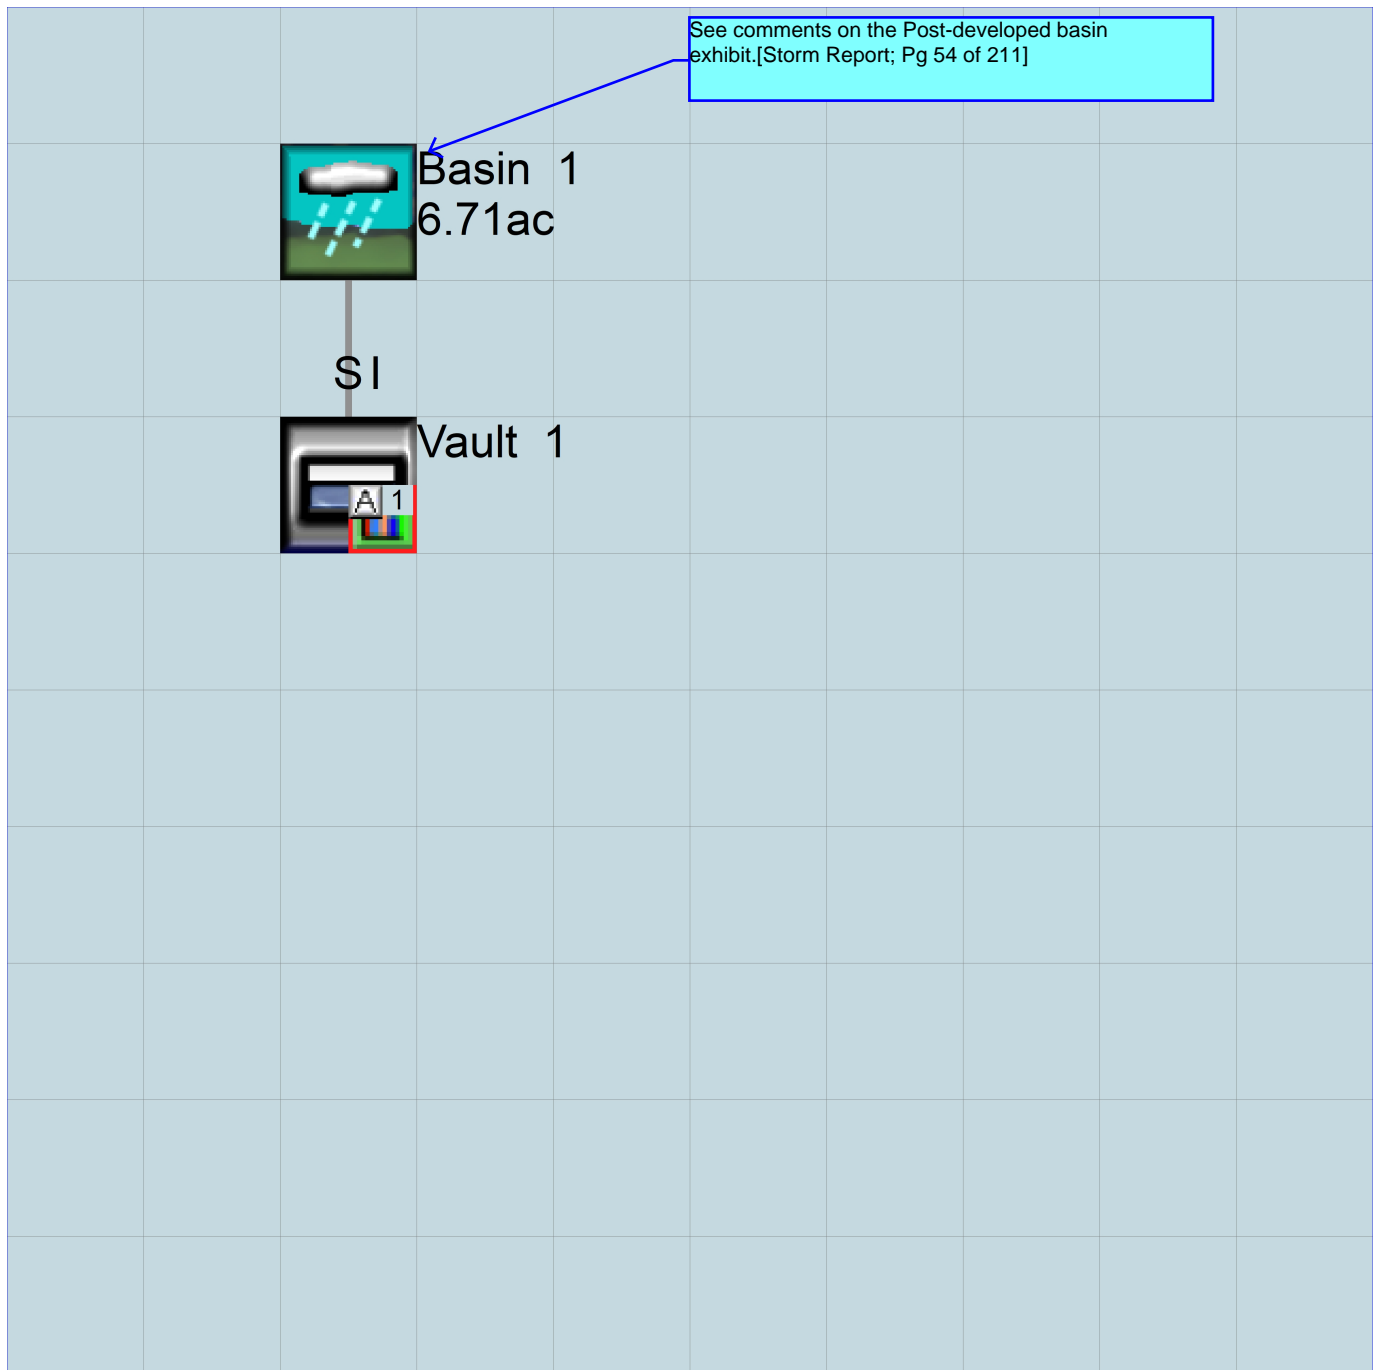 See comments on the Post-developed basin
exhibit.[Storm Report; Pg 54 of 211]
Basin 1
6.71ac
SI
Vault 1
A 1